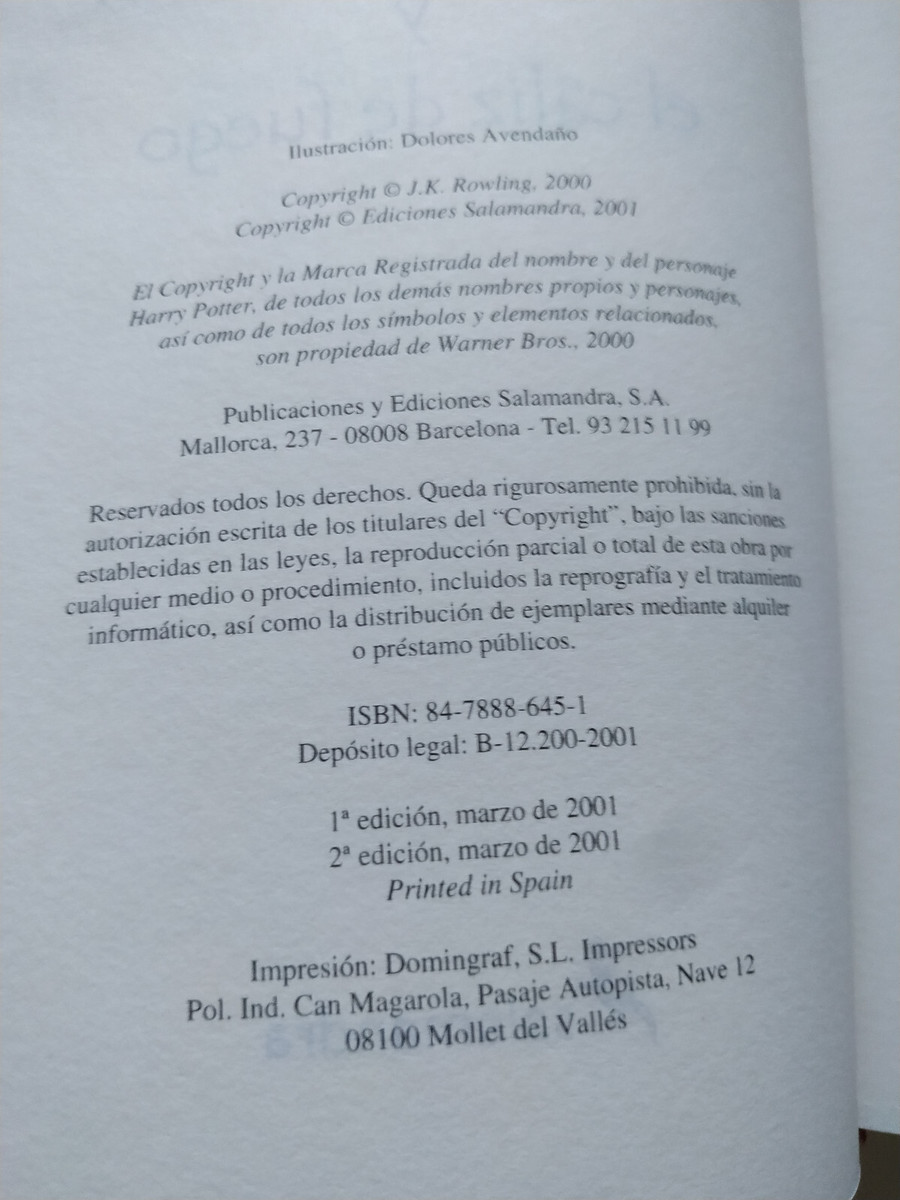 Ilustración: Dolores Avendaño
Copyright © J.K. Rowling, 2000
Copyright © Ediciones Salamandra, 2001
El Copyright y la Marca Registrada del nombre y del personaje
Harry Potter, de todos los demás nombres propios y personajes,
así como de todos los símbolos y elementos relacionados,
son propiedad de Warner Bros., 2000
Publicaciones y Ediciones Salamandra, S.A.
Mallorca, 237 - 08008 Barcelona - Tel. 93 215 11 99
Reservados todos los derechos. Queda rigurosamente prohibida, sin la
autorización escrita de los titulares del “Copyright”, bajo las sanciones
establecidas en las leyes, la reproducción parcial o total de esta obra por
cualquier medio o procedimiento, incluidos la reprografía y el tratamiento
informático, así como la distribución de ejemplares mediante alquiler
o préstamo públicos.
ISBN: 84-7888-645-1
Depósito legal: B-12.200-2001
1ª edición, marzo de 2001
2ª edición, marzo de 2001
Printed in Spain
Impresión: Domingraf, S.L. Impressors
Pol. Ind. Can Magarola, Pasaje Autopista, Nave 12
08100 Mollet del Vallés